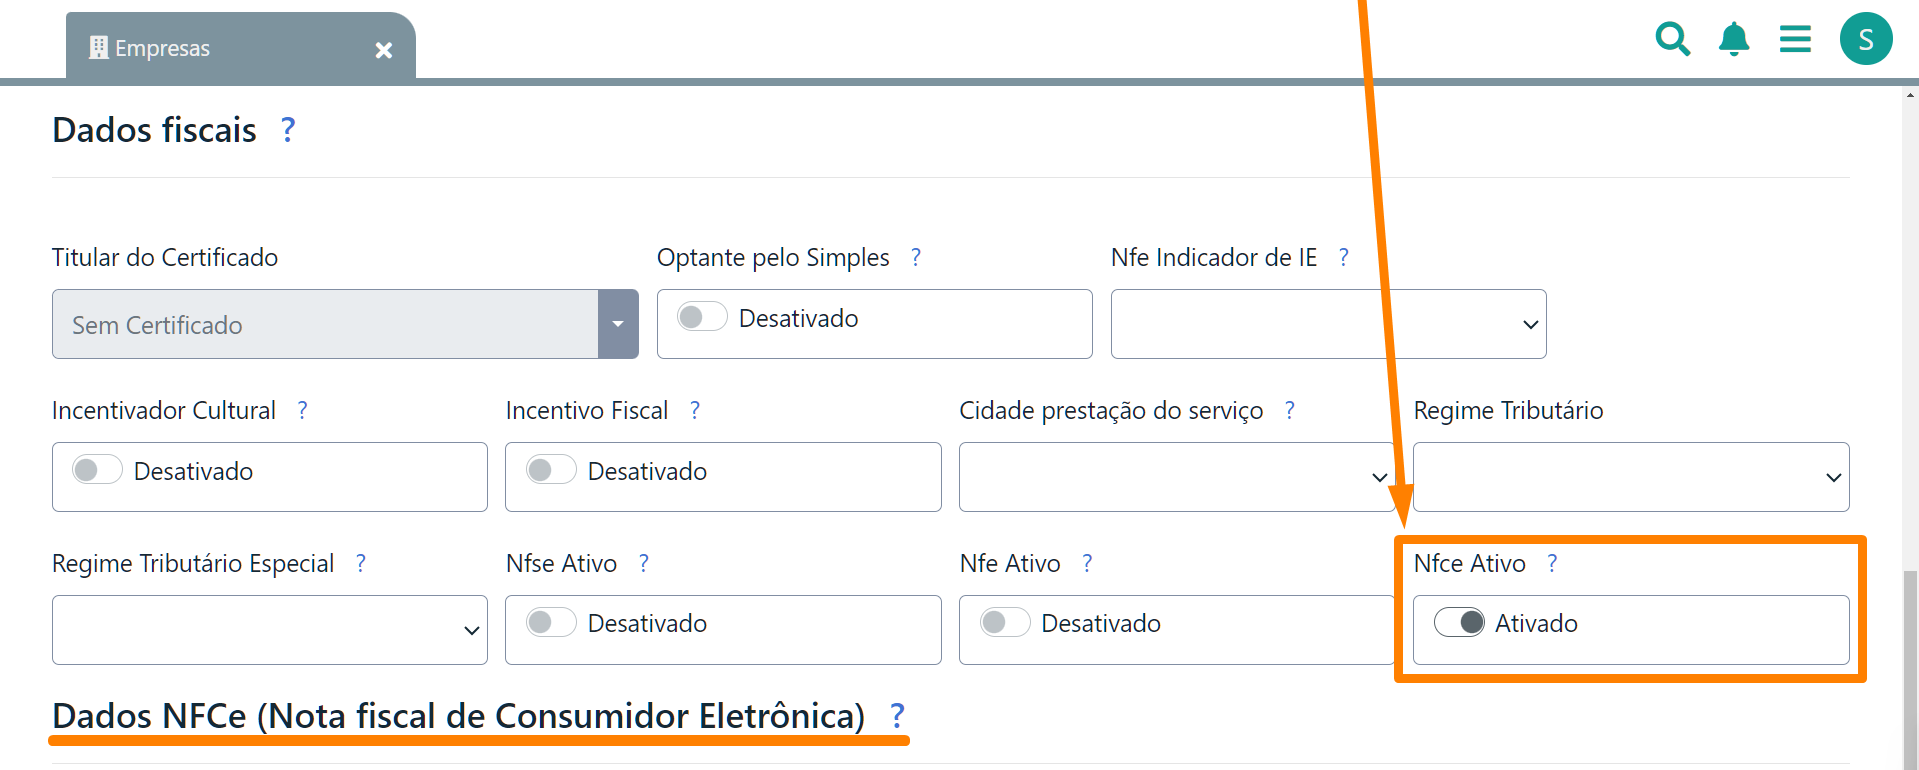 Empresas
S
Dados fiscais ?
Titular do Certificado
Optante pelo Simples ?
Nfe Indicador de IE ?
Sem Certificado
Desativado
Incentivador Cultural ?
Incentivo Fiscal ?
Cidade prestação do serviço ?
Regime Tributário
Desativado
Desativado
Regime Tributário Especial ?
Nfse Ativo ?
Nfe Ativo ?
Nfce Ativo ?
Desativado
Desativado
Ativado
Dados NFCe (Nota fiscal de Consumidor Eletrônica) ?